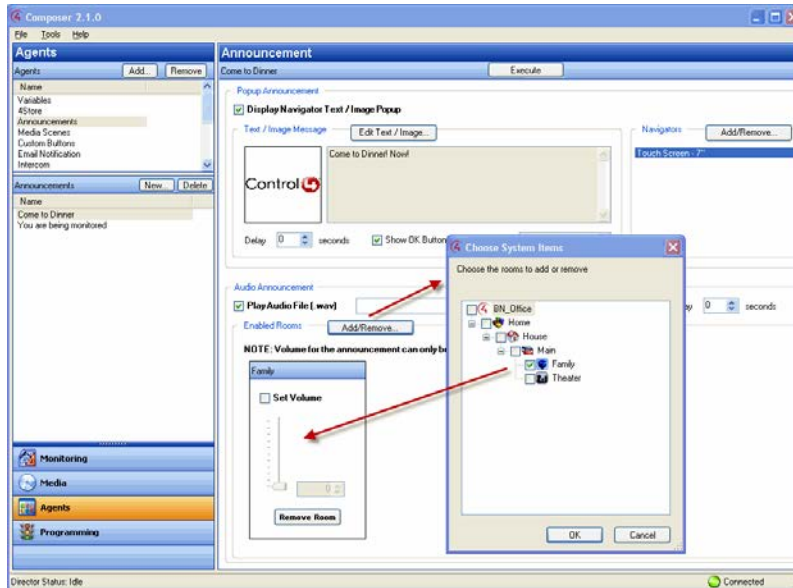 Composer 2.1.0
File Tools Help
Agents
Agents Add... Remove
Name
Variables
4Store
Announcements
Media Scenes
Custom Buttons
Email Notification
Intercom
Announcements New... Delete
Name
Come to Dinner
You are being monitored
Monitoring
Media
Agents
Programming
Director Status: Idle
Announcement
Come to Dinner Execute
Popup Announcement
Display Navigator Text / Image Popup
Text / Image Message Edit Text / Image...
Control4
Come to Dinner! Now!
Navigators Add/Remove...
Touch Screen - 7"
Delay 0 seconds Show OK Button
Audio Announcement
Play Audio File (.wav)
0 seconds
Enabled Rooms Add/Remove...
NOTE: Volume for the announcement can only be
Family
Set Volume
0
Remove Room
Choose System Items
Choose the rooms to add or remove
BN_Office
Home
House
Main
Family
Theater
OK Cancel
Connected